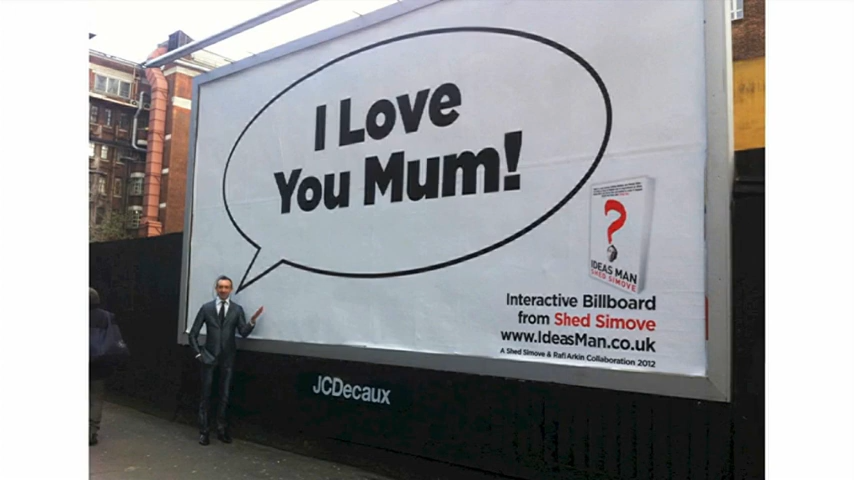 I Love
You Mum!
?
IDEAS MAN
SHED SIMOVE
Interactive Billboard
from Shed Simove
www.IdeasMan.co.uk
A Shed Simove & Rafi Arkin Collaboration 2012
JCDecaux